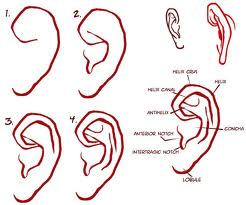 1.
2.
3.
4.
HELIX CRUS
HELIX
HELIX CANAL
ANTIHELIX
CONCHA
ANTERIOR NOTCH
INTERTRAGIC NOTCH
LOBULE